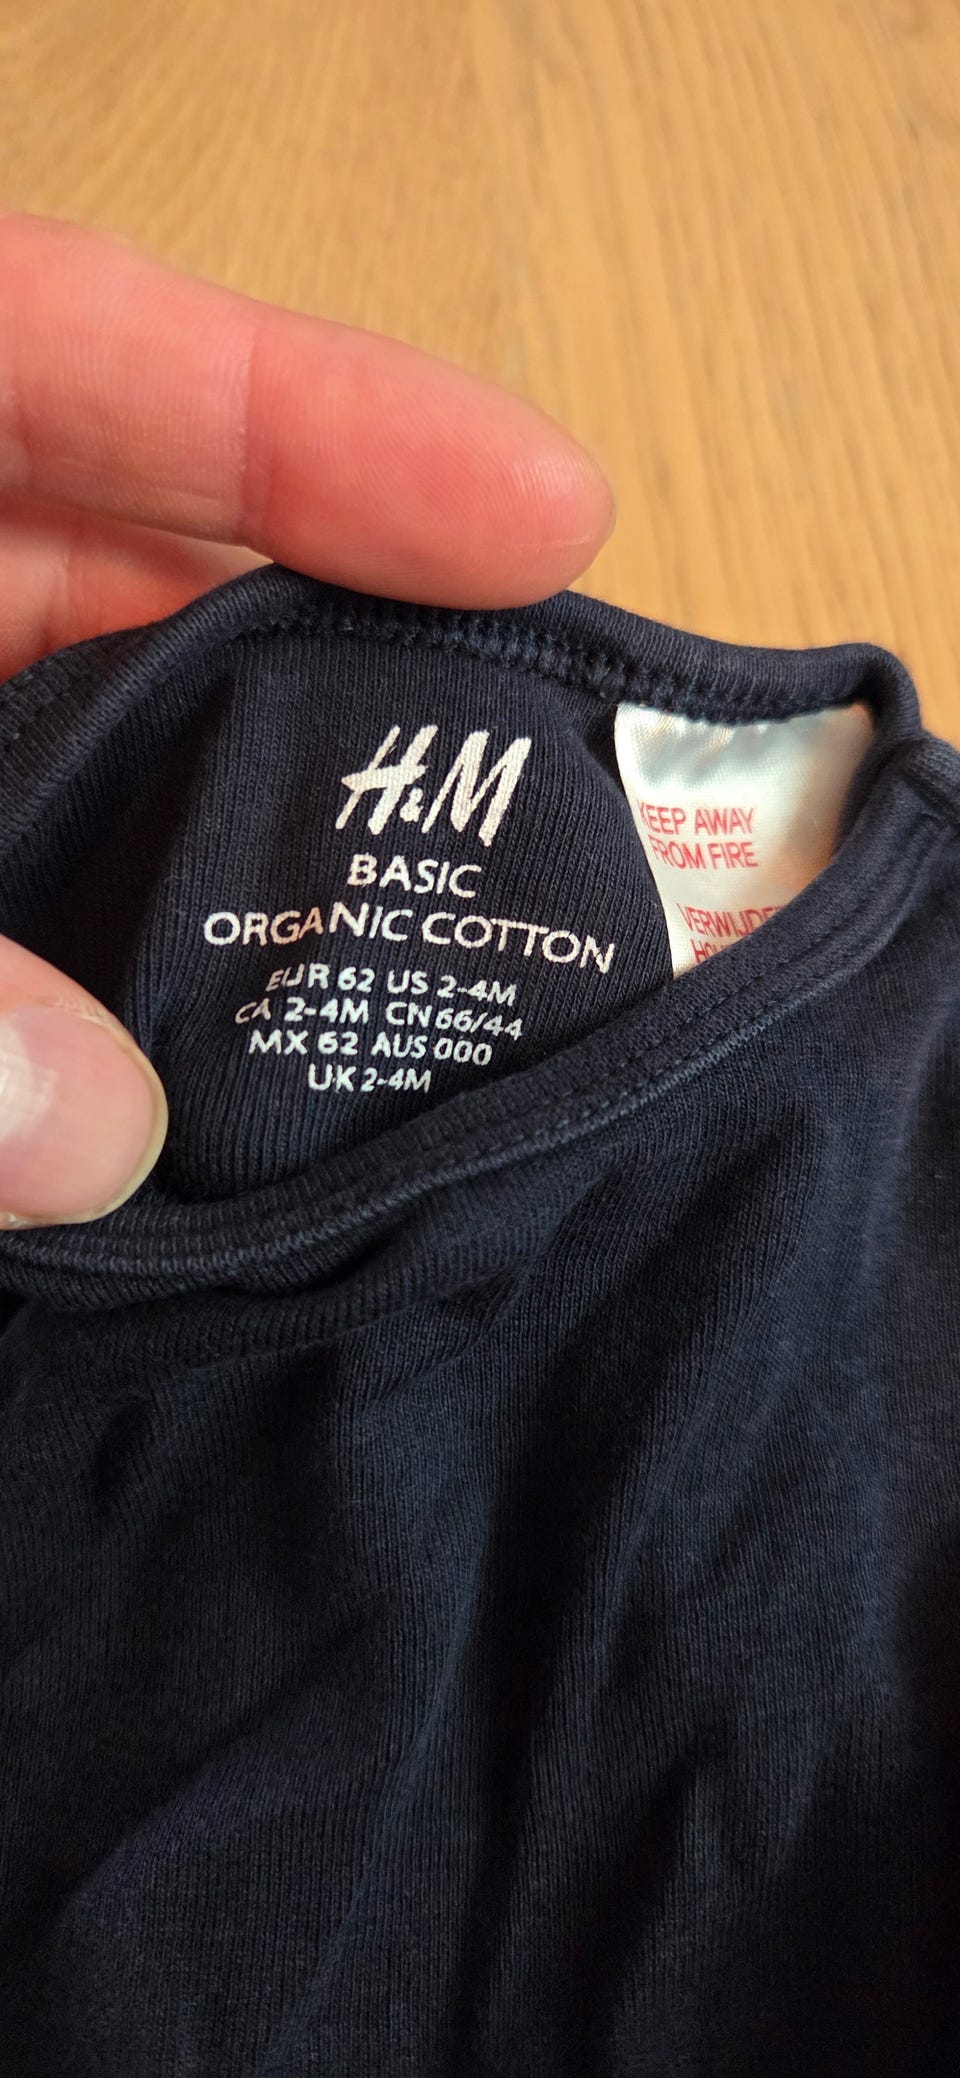 H&M
BASIC
ORGANIC COTTON
EUR 62 US 2-4M
CA 2-4M CN 66/44
MX 62 AUS 000
UK 2-4M
KEEP AWAY
FROM FIRE